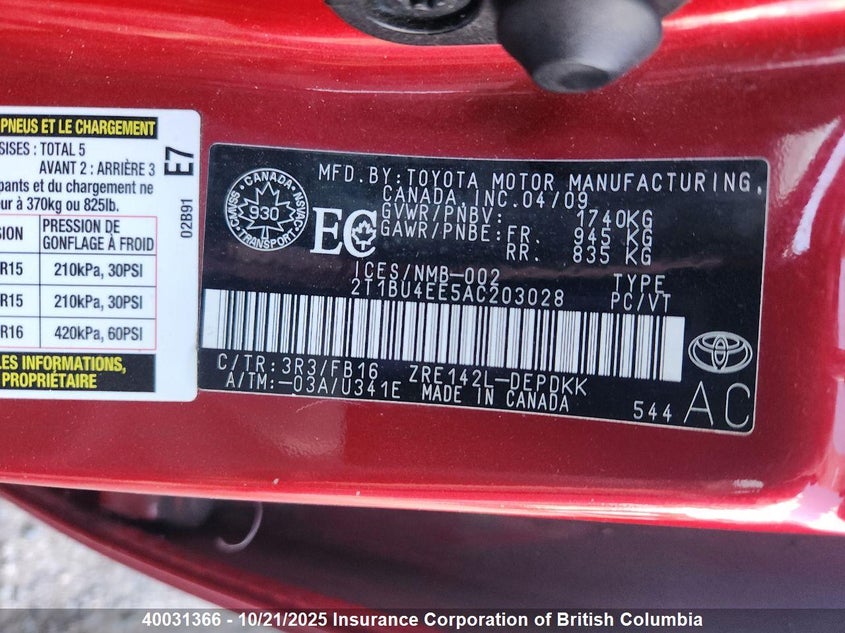 PNEUS ET LE CHARGEMENT
SISES : TOTAL 5
AVANT 2 : ARRIÈRE 3
pants et du chargement ne
eur à 370kg ou 825lb.
SION
PRESSION DE
GONFLAGE À FROID
R15 210kPa, 30PSI
R15 210kPa, 30PSI
R16 420kPa, 60PSI
LES INFORMATIONS,
PROPRIÉTAIRE
E7
02B91
CANADA
CMVSS
NSVAC
930
TRANSPORT
EC
MFD.BY:TOYOTA MOTOR MANUFACTURING,
CANADA,INC.04/09
GVWR/PNBV: 1740KG
GAWR/PNBE:FR. 945 KG
RR. 835 KG
ICES/NMB-002
TYPE
2T1BU4EE5AC203028
PC/VT
C/TR:3R3/FB16 ZRE142L-DEPDKK
A/TM:-03A/U341E MADE IN CANADA
544
AC
40031366 - 10/21/2025 Insurance Corporation of British Columbia